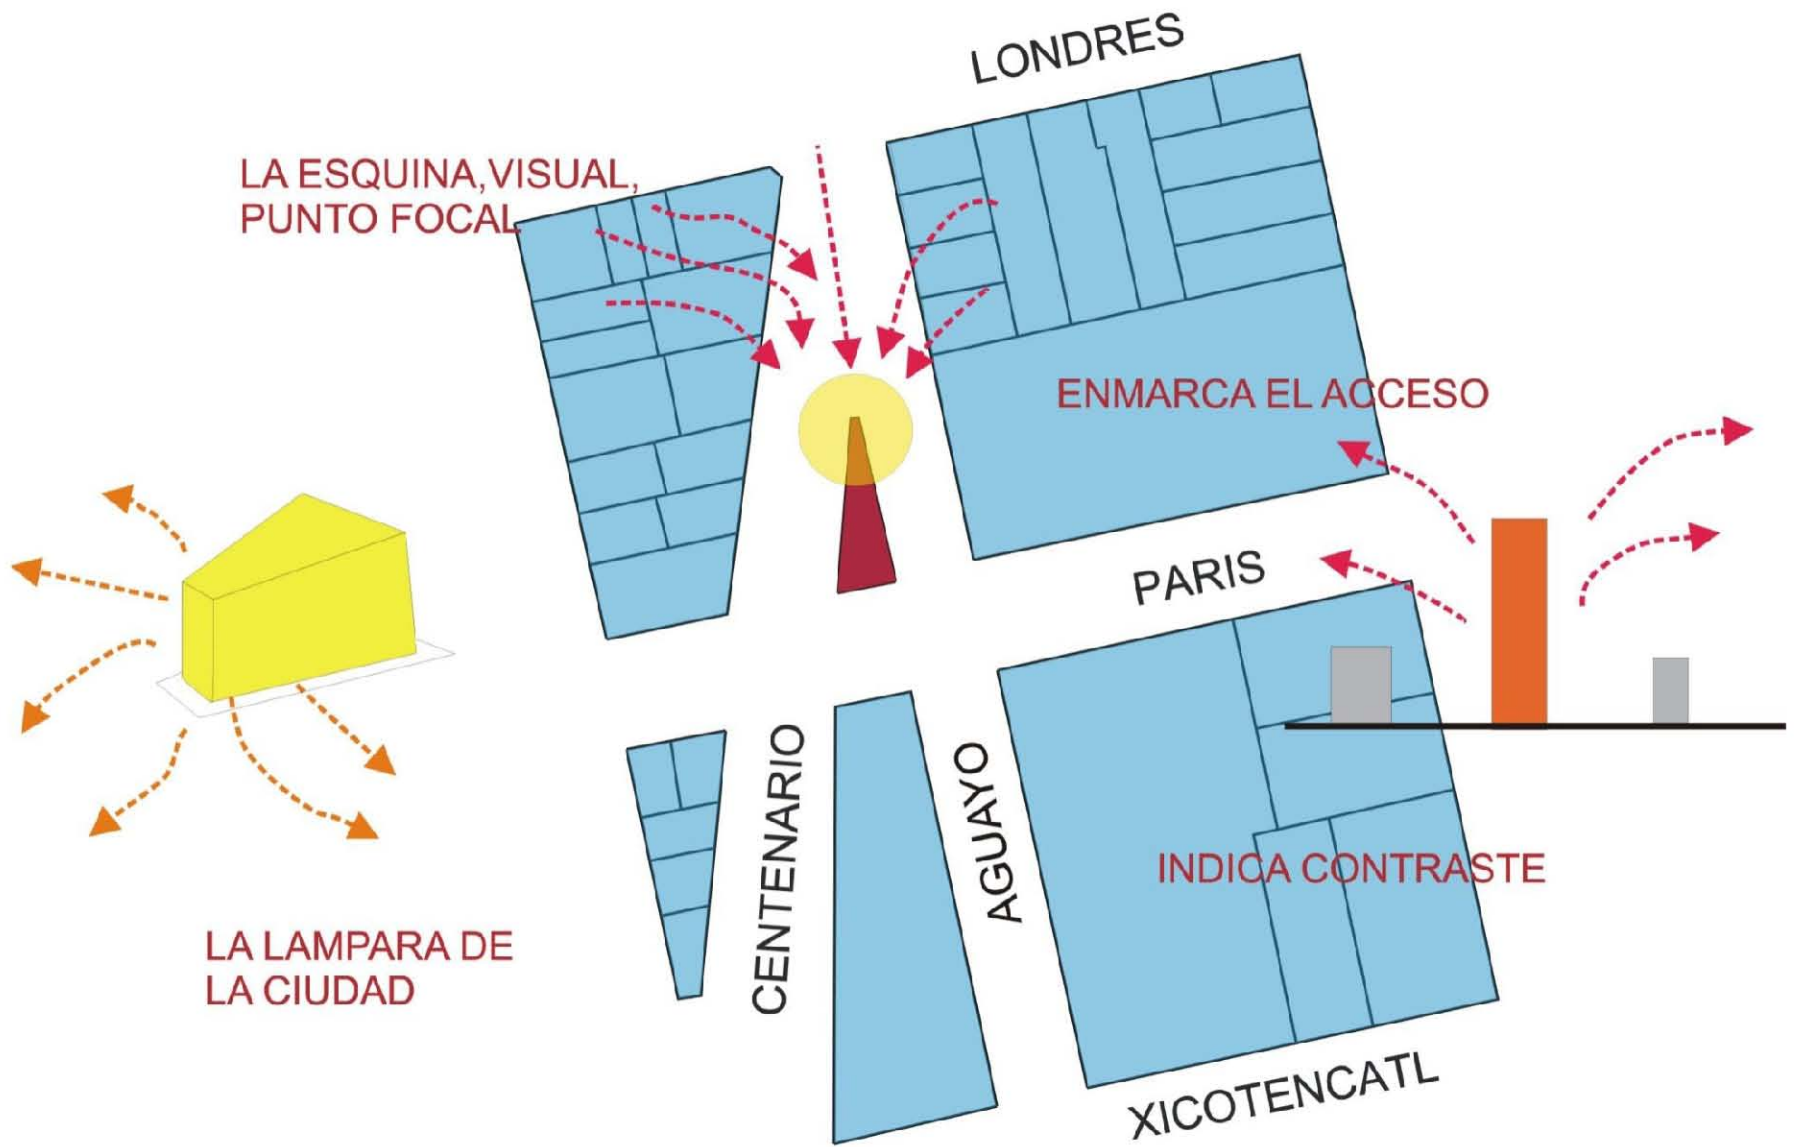 LONDRES
LA ESQUINA,VISUAL,
PUNTO FOCAL
ENMARCA EL ACCESO
PARIS
CENTENARIO
AGUAYO
INDICA CONTRASTE
LA LAMPARA DE
LA CIUDAD
XICOTENCATL